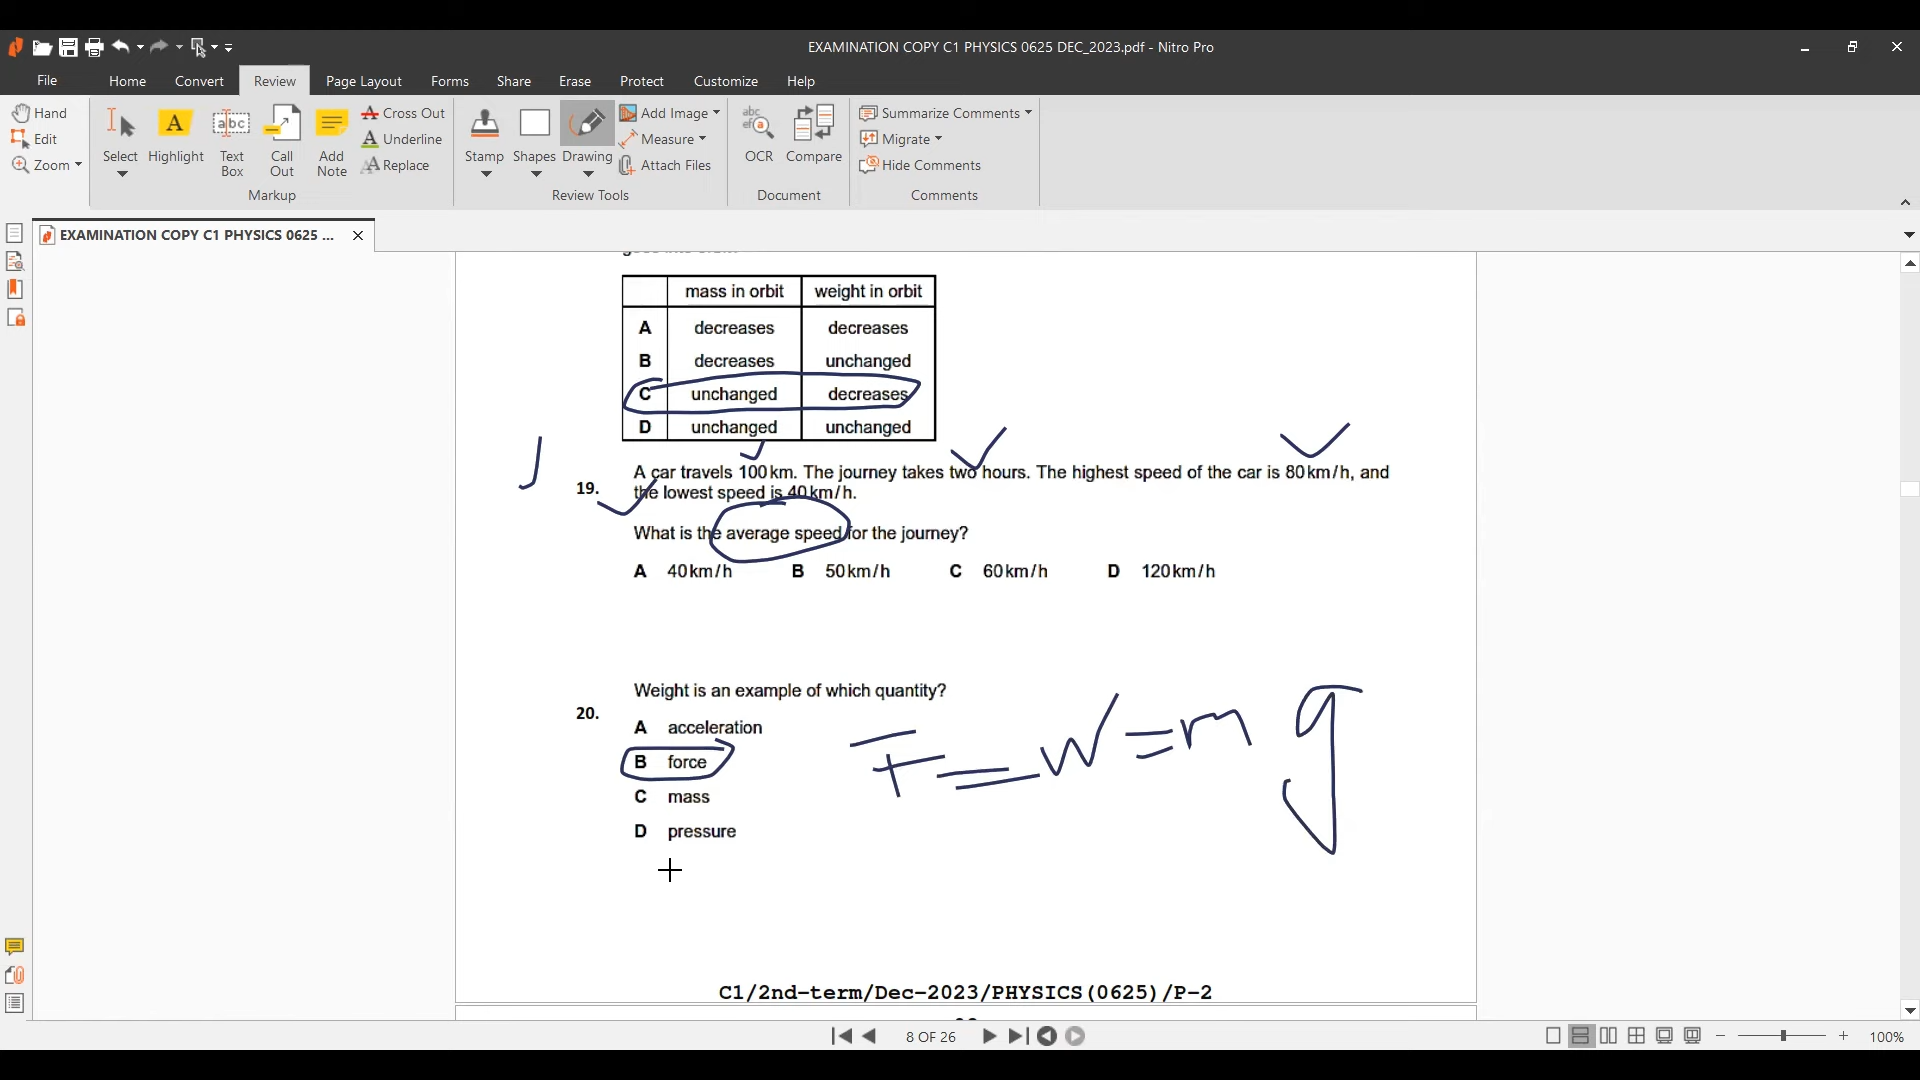 EXAMINATION COPY C1 PHYSICS 0625 DEC_2023.pdf - Nitro Pro
File Home Convert Review Page Layout Forms Share Erase Protect Customize Help
Hand
Edit
Zoom
Select
Highlight
Text Box
Call Out
Add Note
Cross Out
Underline
Replace
Markup
Stamp
Shapes
Drawing
Add Image
Measure
Attach Files
Review Tools
OCR
Compare
Document
Summarize Comments
Migrate
Hide Comments
Comments
EXAMINATION COPY C1 PHYSICS 0625 ...
mass in orbit weight in orbit
A decreases decreases
B decreases unchanged
C unchanged decreases
D unchanged unchanged
19. A car travels 100 km. The journey takes two hours. The highest speed of the car is 80 km/h, and
the lowest speed is 40 km/h.
What is the average speed for the journey?
A 40 km/h B 50 km/h C 60 km/h D 120 km/h
20. Weight is an example of which quantity?
A acceleration
B force
C mass
D pressure
F = W = m g
C1/2nd-term/Dec-2023/PHYSICS(0625)/P-2
8 OF 26
100%